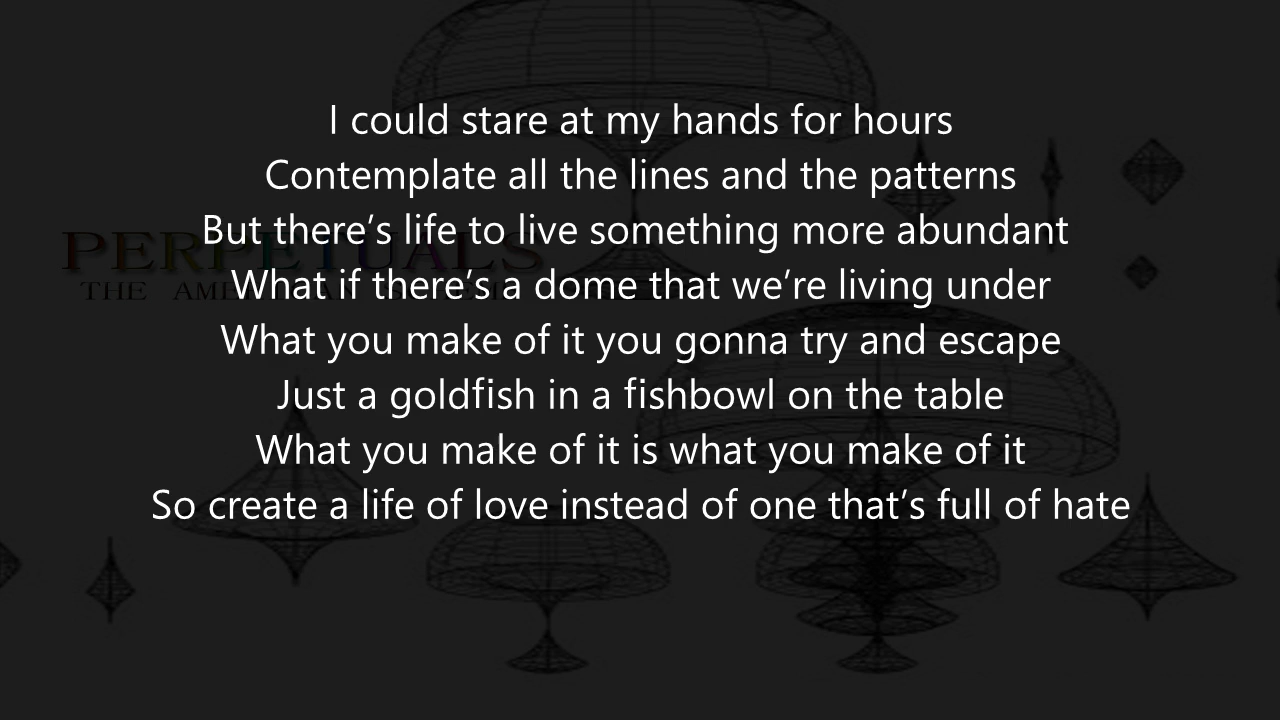 I could stare at my hands for hours
Contemplate all the lines and the patterns
But there’s life to live something more abundant
PERPETUALS
What if there’s a dome that we’re living under
THE
What you make of it you gonna try and escape
Just a goldfish in a fishbowl on the table
What you make of it is what you make of it
So create a life of love instead of one that’s full of hate